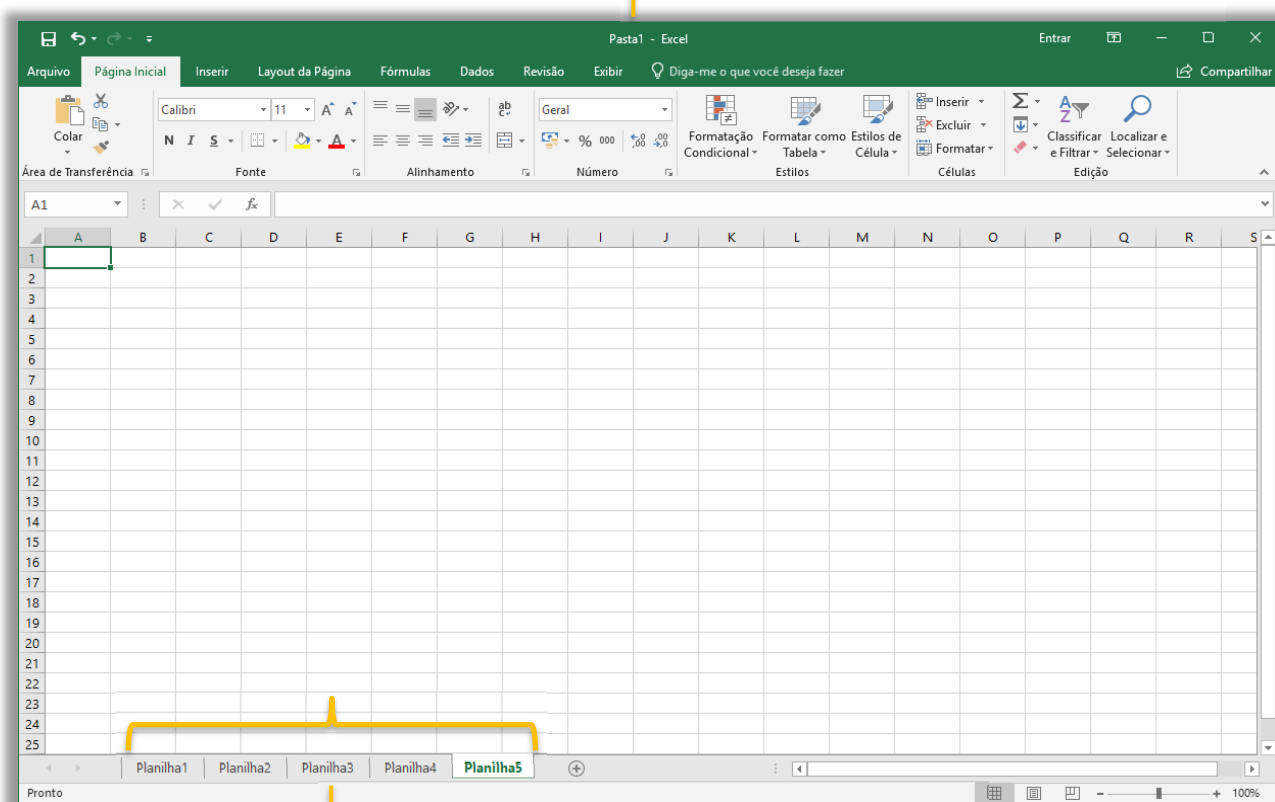 Pasta1 - Excel
Entrar
Arquivo Página Inicial Inserir Layout da Página Fórmulas Dados Revisão Exibir Diga-me o que você deseja fazer Compartilhar
Colar
Calibri 11
N I S
ab
Geral
% 000
Formatação Condicional
Formatar como Tabela
Estilos de Célula
Inserir
Excluir
Formatar
Classificar e Filtrar
Localizar e Selecionar
Área de Transferência Fonte Alinhamento Número Estilos Células Edição
A1 fx
A B C D E F G H I J K L M N O P Q R S
1
2
3
4
5
6
7
8
9
10
11
12
13
14
15
16
17
18
19
20
21
22
23
24
25
Planilha1 Planilha2 Planilha3 Planilha4 Planilha5
Pronto
100%